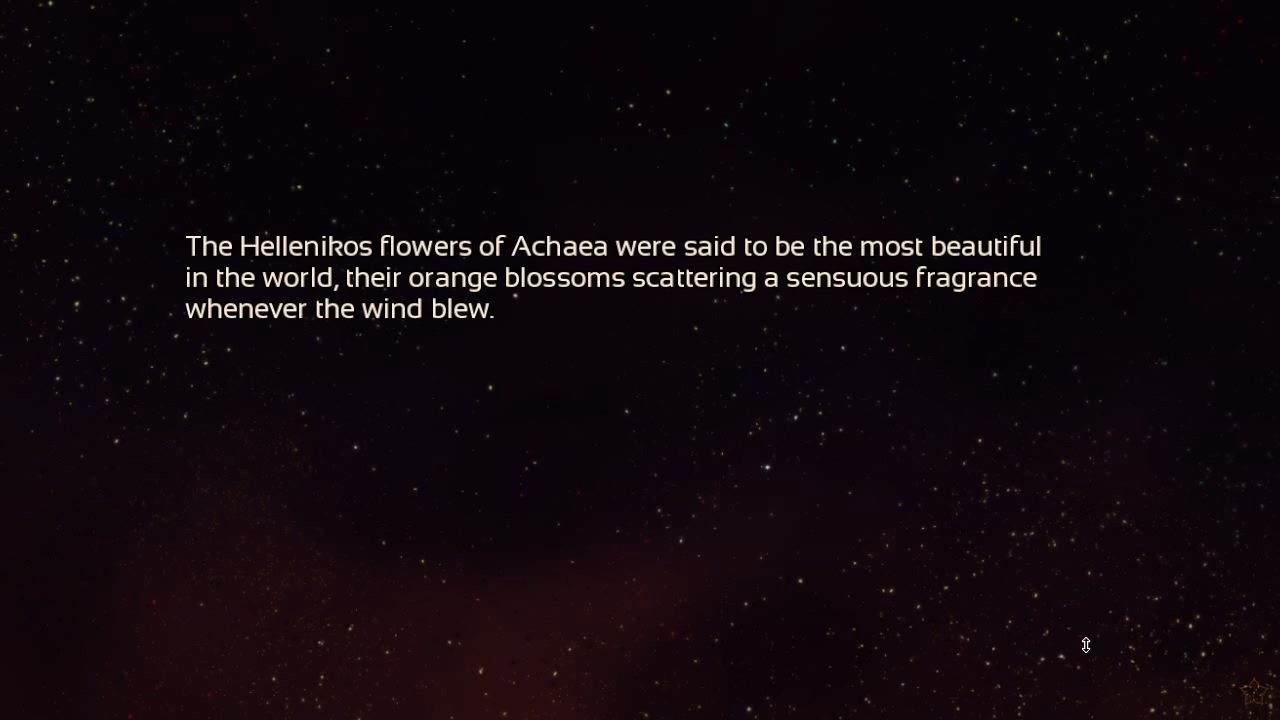 The Hellenikos flowers of Achaea were said to be the most beautiful
in the world, their orange blossoms scattering a sensuous fragrance
whenever the wind blew.